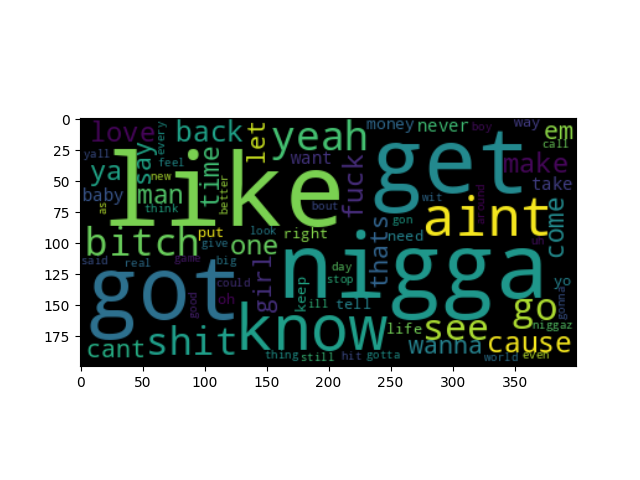 0
25
50
75
100
125
150
175
0 50 100 150 200 250 300 350
love every back let yeah money never boy way em
yall say ya feel time want fuck get make call
baby new man think better like bout wit around take
as put look right gon aint come
bitch give one girl thats need us
said real game big nigga yo
got good could oh keep day stop ill tell go gonna
know life see niggaz
cant shit wanna cause
thing still hit gotta world even